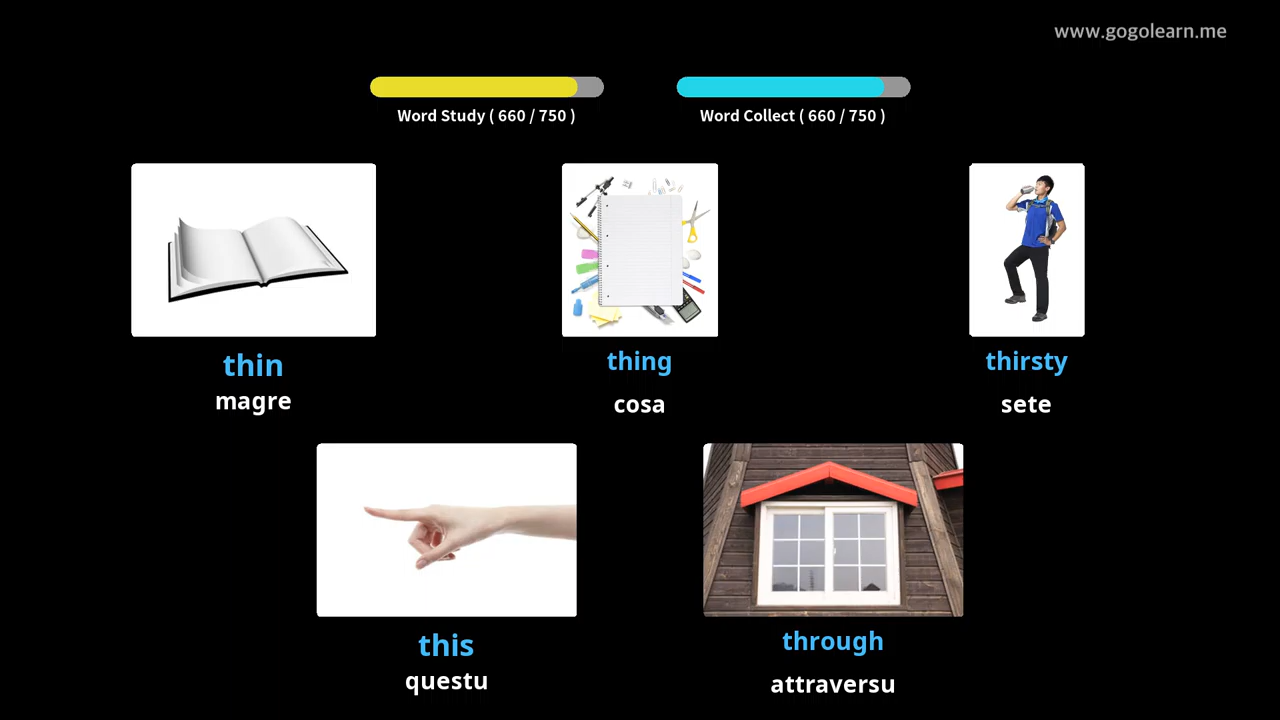 www.gogolearn.me
Word Study ( 660 / 750 )
Word Collect ( 660 / 750 )
thin
magre
thing
cosa
thirsty
sete
this
questu
through
attraversu